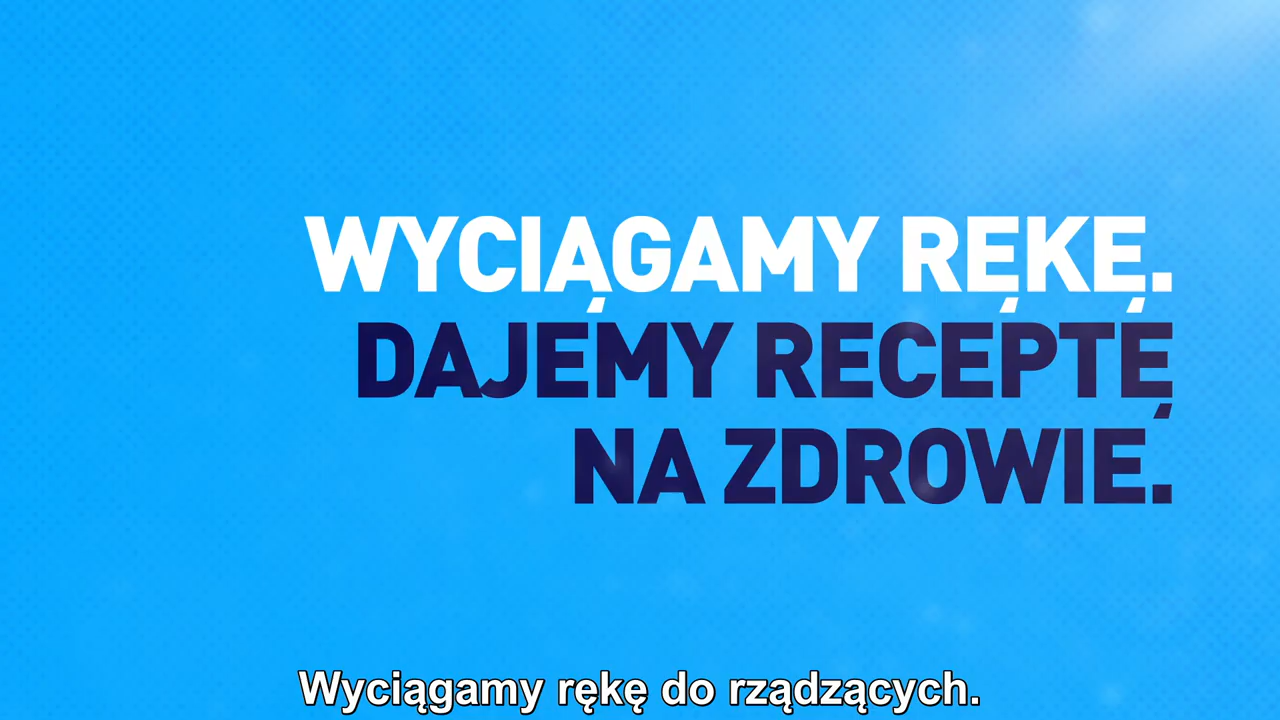 WYCIĄGAMY RĘKĘ.
DAJEMY RECEPTĘ
NA ZDROWIE.
Wyciągamy rękę do rządzących.